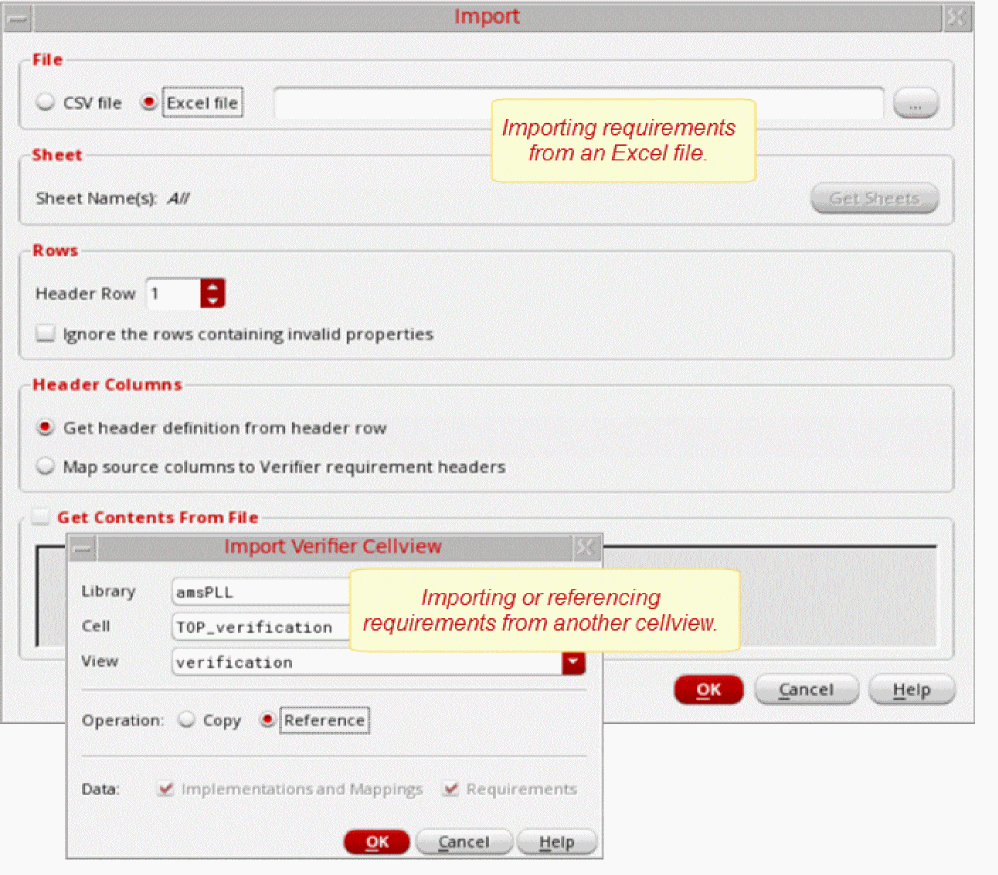 Import
File
CSV file Excel file ...
Importing requirements
from an Excel file.
Sheet
Sheet Name(s): All Get Sheets
Rows
Header Row 1
Ignore the rows containing invalid properties
Header Columns
Get header definition from header row
Map source columns to Verifier requirement headers
Get Contents From File
Import Verifier Cellview
Library amsPLL
Importing or referencing
requirements from another cellview.
Cell TOP_verification
View verification
OK Cancel Help
Operation: Copy Reference
Data: Implementations and Mappings Requirements
OK Cancel Help